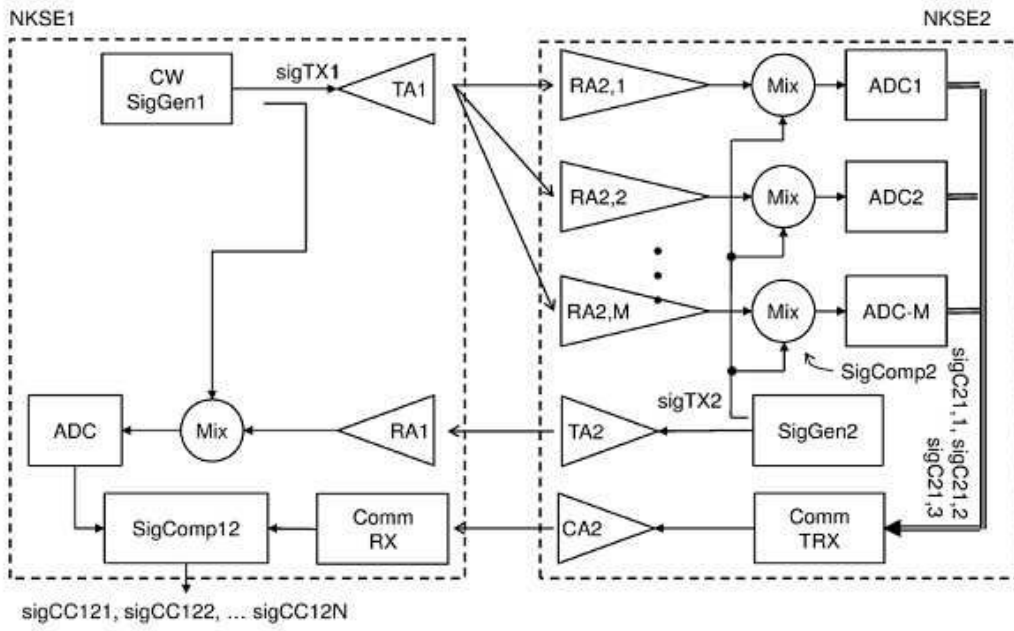 NKSE1
NKSE2
CW
SigGen1
sigTX1
TA1
RA2,1
Mix
ADC1
RA2,2
Mix
ADC2
RA2,M
Mix
ADC-M
SigComp2
sigC21,1, sigC21,2
sigC21,3
ADC
Mix
RA1
TA2
sigTX2
SigGen2
SigComp12
Comm
RX
CA2
Comm
TRX
sigCC121, sigCC122, ... sigCC12N